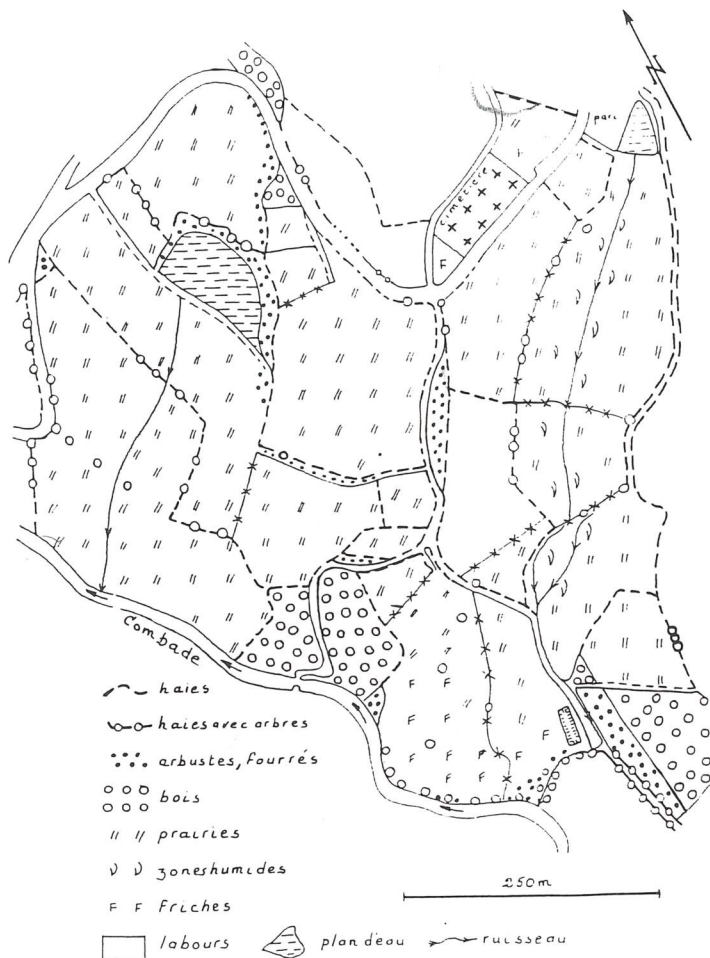 parc
cimetière
F
Combade
haies
haies avec arbres
arbustes, fourrés
bois
prairies
zones humides
F F friches
labours plan d'eau ruisseau
250m
F F
F
F F F
F F F
F